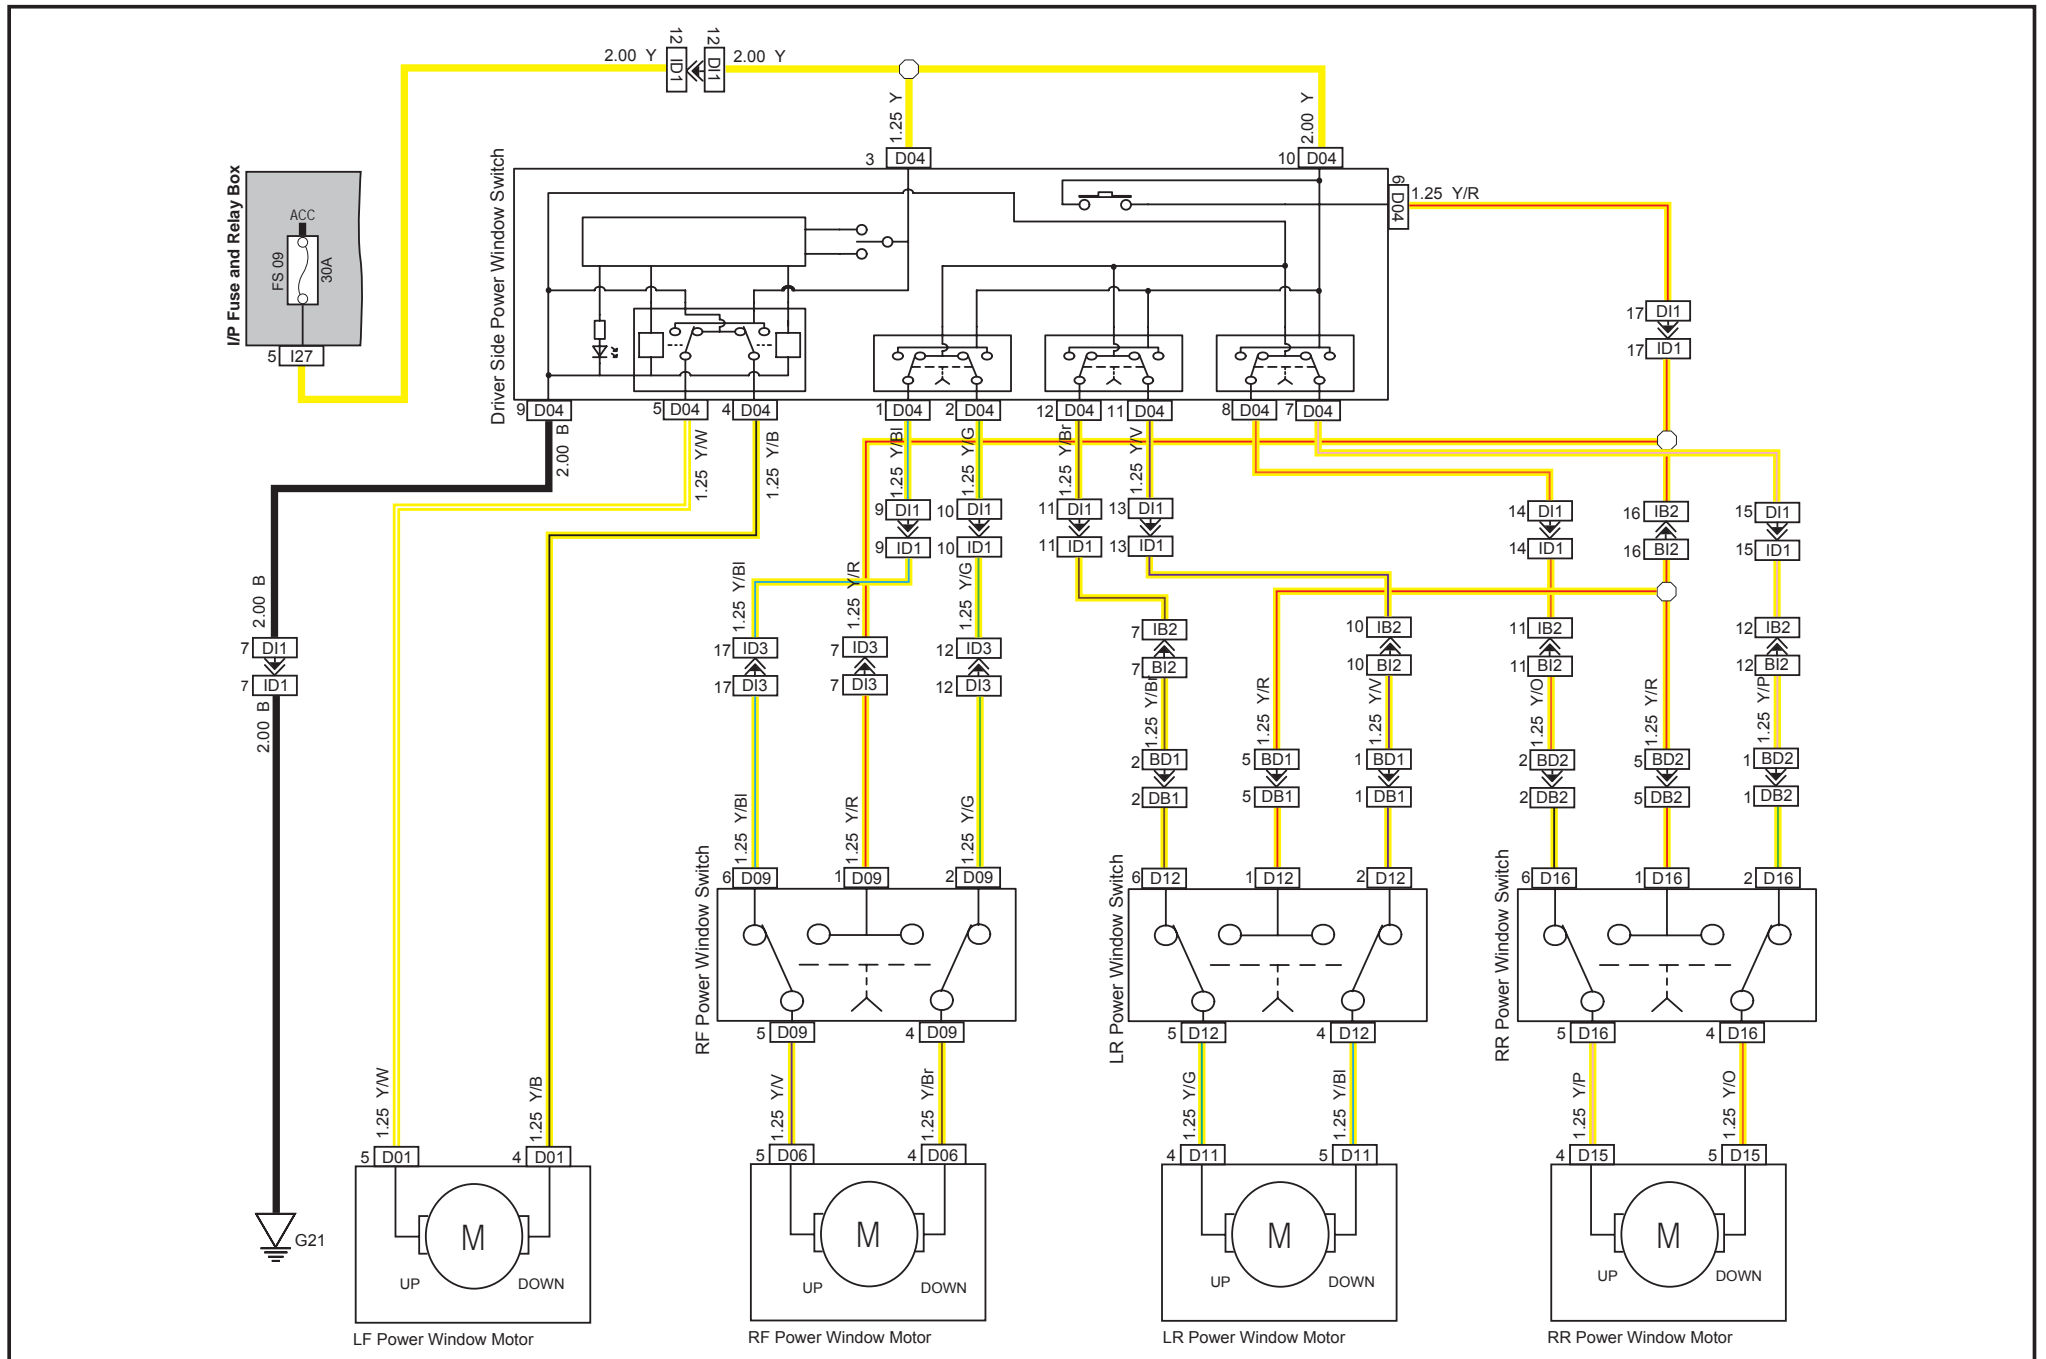 2.00 Y
12 ID1
12 DI1
2.00 Y
1.25 Y
2.00 Y
3 D04
10 D04
I/P Fuse and Relay Box
ACC
FS 09
30A
5 I27
Driver Side Power Window Switch
6 D04
1.25 Y/R
17 DI1
17 ID1
9 D04
5 D04
4 D04
1 D04
2 D04
12 D04
11 D04
8 D04
7 D04
2.00 B
1.25 Y/W
1.25 Y/B
1.25 Y/Bl
1.25 Y/G
1.25 Y/Br
1.25 Y/V
9 DI1
10 DI1
11 DI1
13 DI1
14 DI1
16 IB2
15 DI1
9 ID1
10 ID1
11 ID1
13 ID1
14 ID1
16 BI2
15 ID1
2.00 B
1.25 Y/Bl
1.25 Y/R
1.25 Y/G
7 DI1
7 ID1
2.00 B
17 ID3
7 ID3
12 ID3
7 IB2
10 IB2
11 IB2
12 IB2
17 DI3
7 DI3
12 DI3
7 BI2
10 BI2
11 BI2
12 BI2
1.25 Y/Br
1.25 Y/R
1.25 Y/V
1.25 Y/O
1.25 Y/R
1.25 Y/P
2 BD1
5 BD1
1 BD1
2 BD2
5 BD2
1 BD2
2 DB1
5 DB1
1 DB1
2 DB2
5 DB2
1 DB2
1.25 Y/Bl
1.25 Y/R
1.25 Y/G
6 D09
1 D09
2 D09
6 D12
1 D12
2 D12
6 D16
1 D16
2 D16
RF Power Window Switch
LR Power Window Switch
RR Power Window Switch
5 D09
4 D09
5 D12
4 D12
5 D16
4 D16
1.25 Y/W
1.25 Y/B
1.25 Y/V
1.25 Y/Br
1.25 Y/G
1.25 Y/Bl
1.25 Y/P
1.25 Y/O
5 D01
4 D01
5 D06
4 D06
4 D11
5 D11
4 D15
5 D15
G21
M
UP
DOWN
M
UP
DOWN
M
UP
DOWN
M
UP
DOWN
LF Power Window Motor
RF Power Window Motor
LR Power Window Motor
RR Power Window Motor